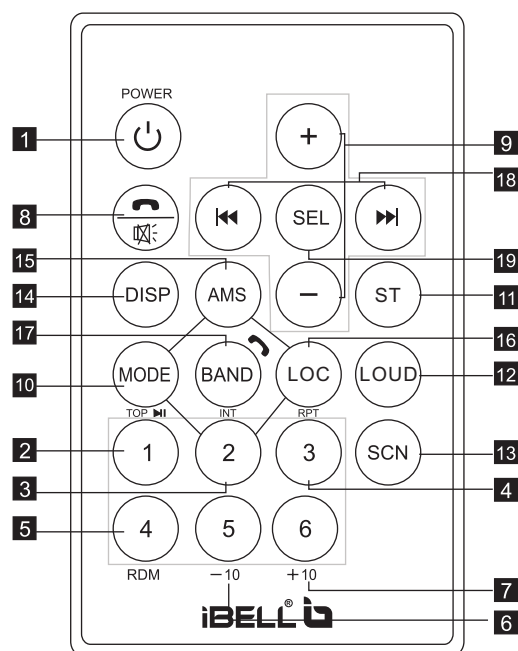 POWER
1
+
9
18
8
SEL
15
19
14
DISP
AMS
−
ST
11
17
16
10
MODE
BAND
LOC
LOUD
12
TOP ⏯ INT RPT
2
1
2
3
SCN
13
3
4
5
4
5
6
RDM
−10
+10
7
iBELL®
6